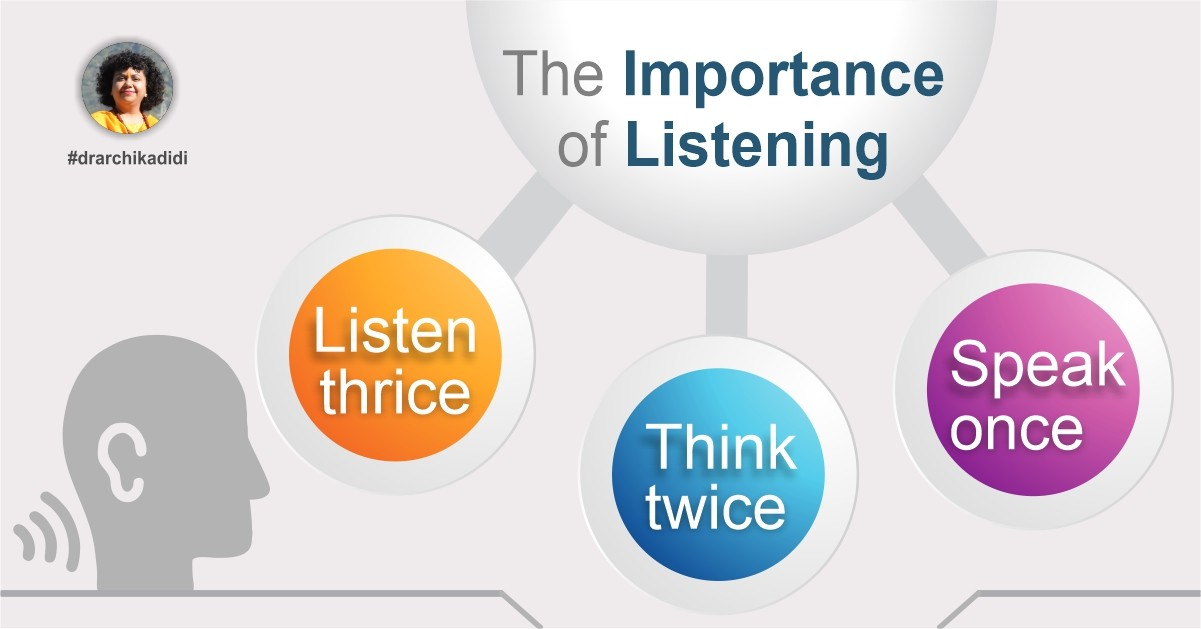 #drarchikadidi
The Importance
of Listening
Listen
thrice
Think
twice
Speak
once